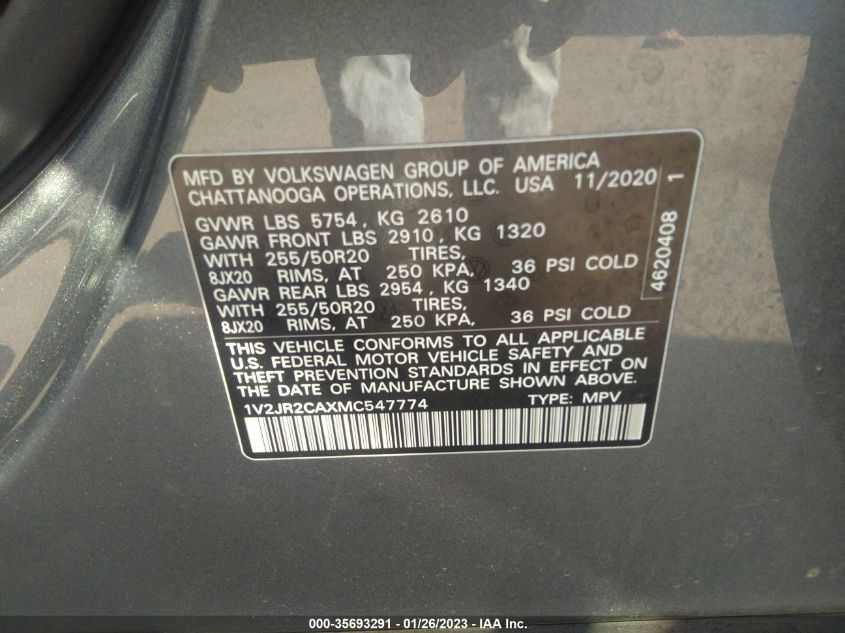 MFD BY VOLKSWAGEN GROUP OF AMERICA
CHATTANOOGA OPERATIONS, LLC. USA 11/2020
GVWR LBS 5754, KG 2610
GAWR FRONT LBS 2910, KG 1320
WITH 255/50R20 TIRES,
8JX20 RIMS, AT 250 KPA, 36 PSI COLD
GAWR REAR LBS 2954, KG 1340
WITH 255/50R20 TIRES,
8JX20 RIMS, AT 250 KPA, 36 PSI COLD
THIS VEHICLE CONFORMS TO ALL APPLICABLE
U.S. FEDERAL MOTOR VEHICLE SAFETY AND
THEFT PREVENTION STANDARDS IN EFFECT ON
THE DATE OF MANUFACTURE SHOWN ABOVE.
1V2JR2CAXMC547774 TYPE: MPV
4620408 1
000-35693291 - 01/26/2023 - IAA Inc.